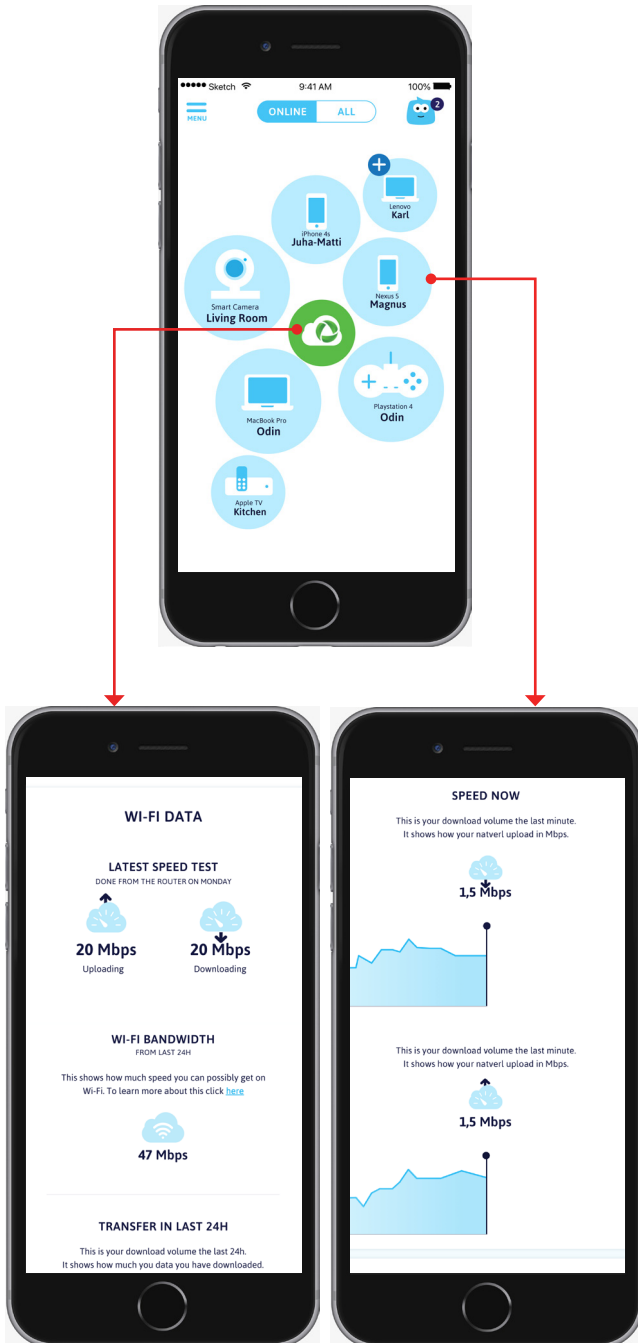 Sketch 9:41 AM 100%
MENU ONLINE ALL 2
Lenovo
Karl
iPhone 4s
Juha-Matti
Nexus 5
Magnus
Smart Camera
Living Room
MacBook Pro
Odin
Playstation 4
Odin
Apple TV
Kitchen
WI-FI DATA
LATEST SPEED TEST
DONE FROM THE ROUTER ON MONDAY
20 Mbps 20 Mbps
Uploading Downloading
WI-FI BANDWIDTH
FROM LAST 24H
This shows how much speed you can possibly get on
Wi-Fi. To learn more about this click here
47 Mbps
TRANSFER IN LAST 24H
This is your download volume the last 24h.
It shows how much you data you have downloaded.
SPEED NOW
This is your download volume the last minute.
It shows how your natverl upload in Mbps.
1,5 Mbps
This is your download volume the last minute.
It shows how your natverl upload in Mbps.
1,5 Mbps